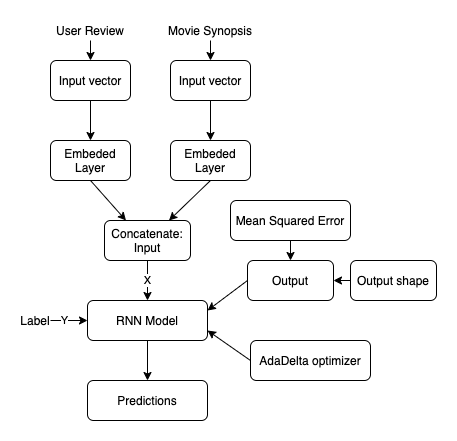 User Review
Movie Synopsis
Input vector
Input vector
Embeded
Layer
Embeded
Layer
Mean Squared Error
Concatenate:
Input
X
Output
Output shape
Label
Y
RNN Model
AdaDelta optimizer
Predictions